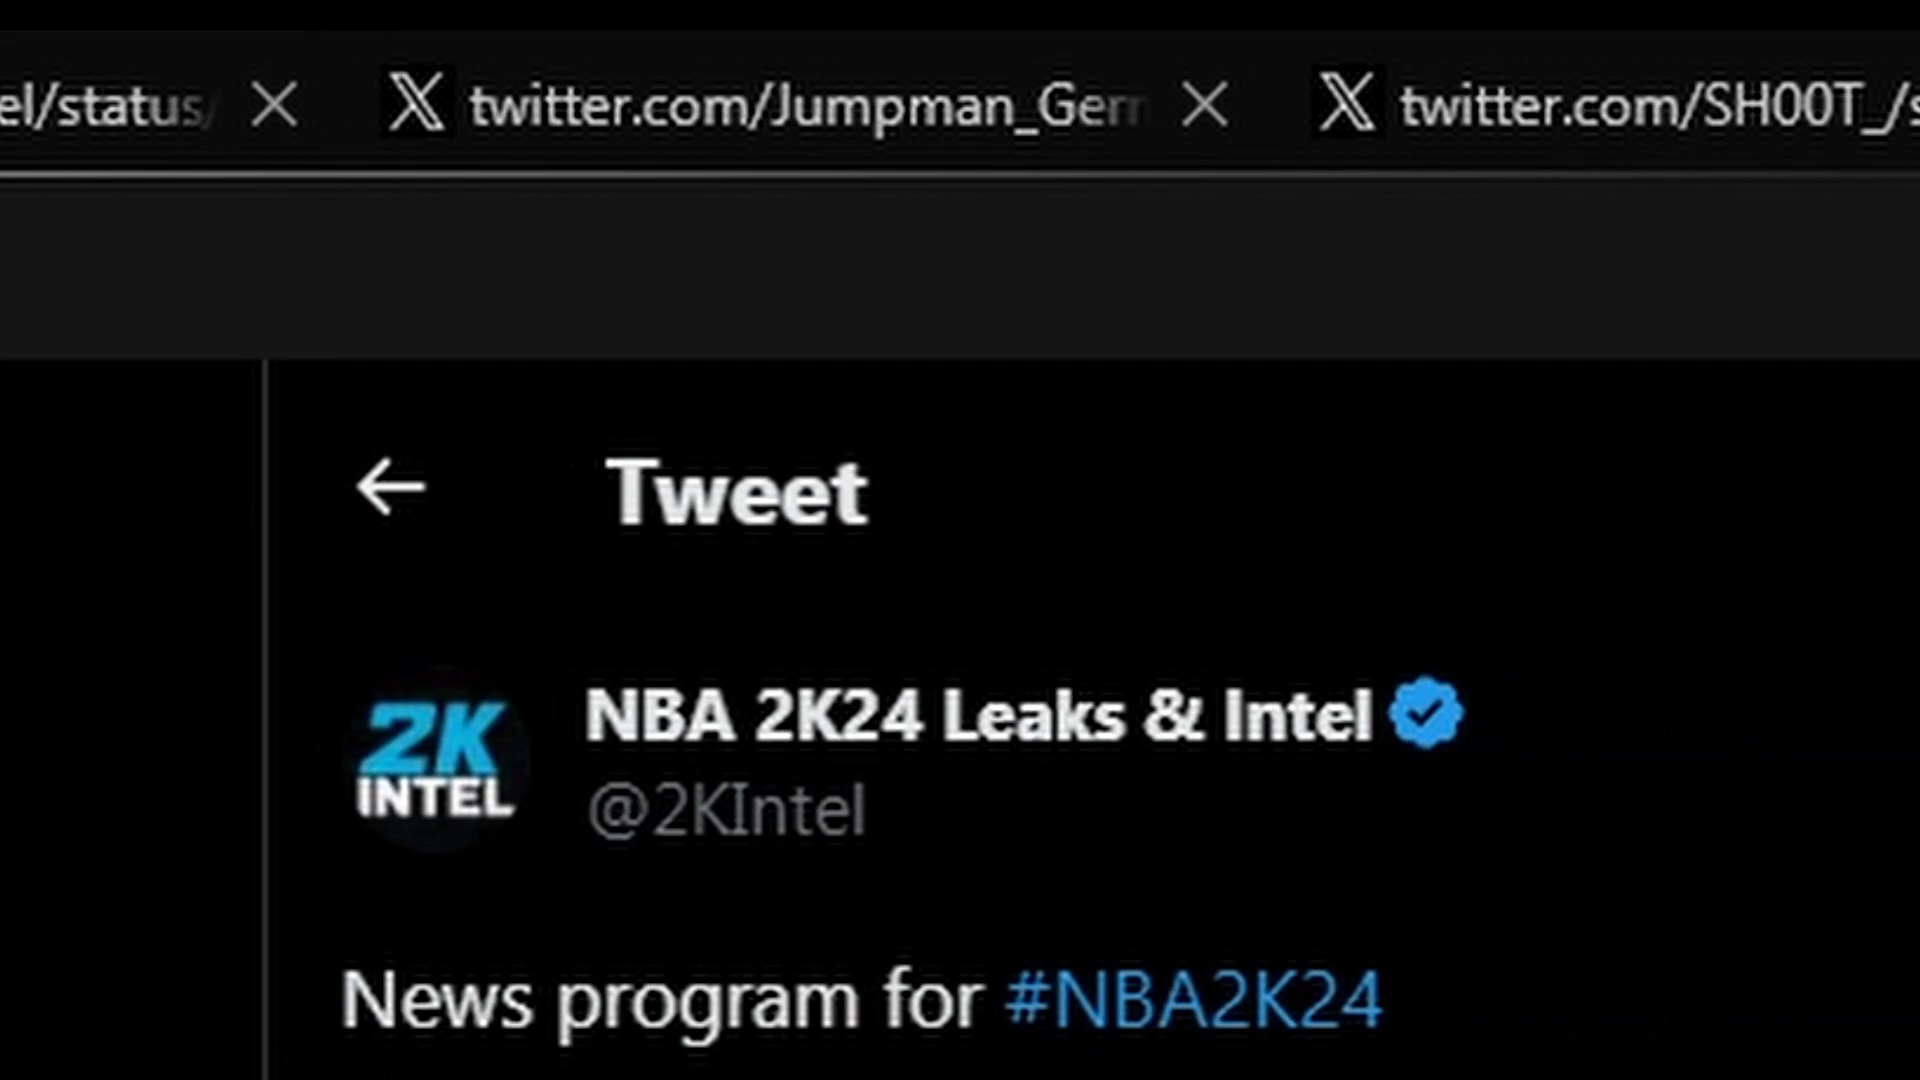 el/status/
twitter.com/Jumpman_Ger
twitter.com/SH00T_/s
Tweet
2K
INTEL
NBA 2K24 Leaks & Intel
@2KIntel
News program for #NBA2K24